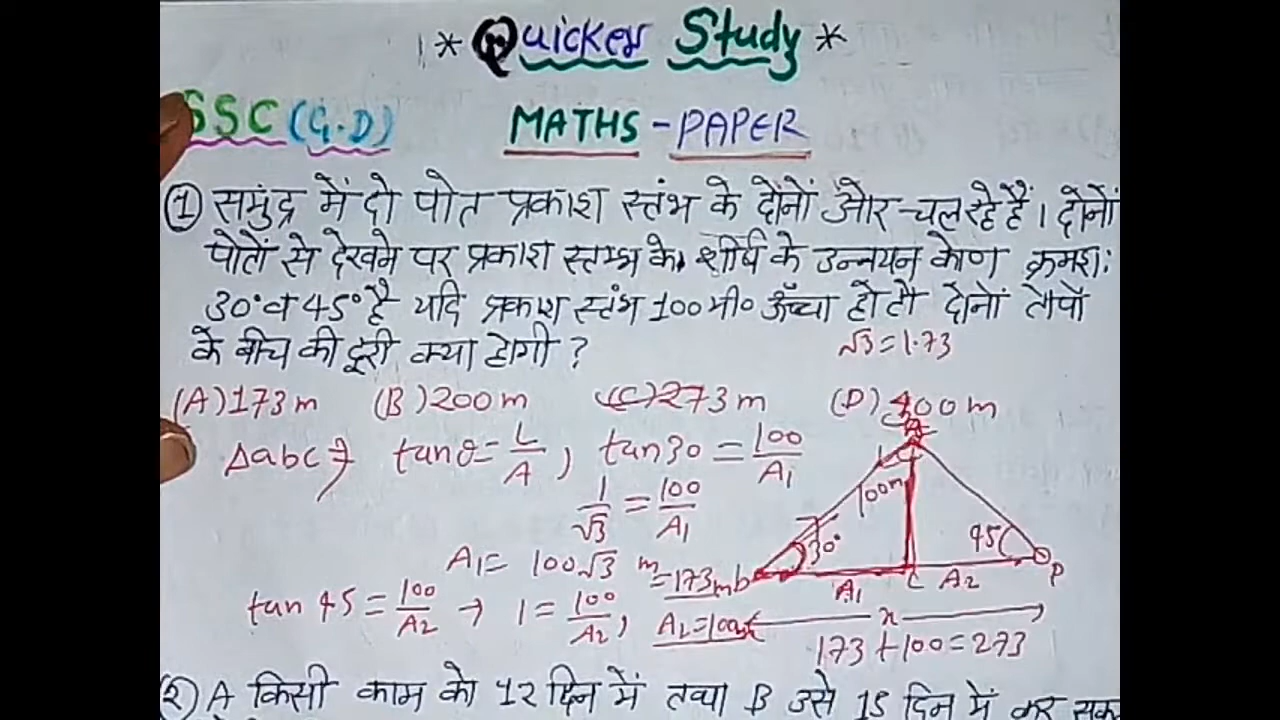 * Quicker Study *
SSC (G.D) MATHS - PAPER
(1) समुंद्र में दो पोत प्रकाश स्तंभ के दोनों ओर चल रहे हैं। दोनों
पोतों से देखने पर प्रकाश स्तम्भ के शीर्ष के उन्नयन कोण क्रमश:
30° व 45° है यदि प्रकाश स्तंभ 100 मी० ऊँचा हो तो दोनों
के बीच की दूरी क्या होगी ?
√3 = 1.73
(A) 173 m (B) 200 m (C) 273 m (D) 300 m
Δabc ⇒ tanθ = L/A , tan30 = 100/A₁
1/√3 = 100/A₁
A₁ = 100√3 m = 173m
tan 45 = 100/A₂ → 1 = 100/A₂, A₂ = 100
100m
30° 45
b A₁ C A₂ P
x
173 + 100 = 273
(2) A किसी काम को 12 दिन में तथा B उसे 15 दिन में कर